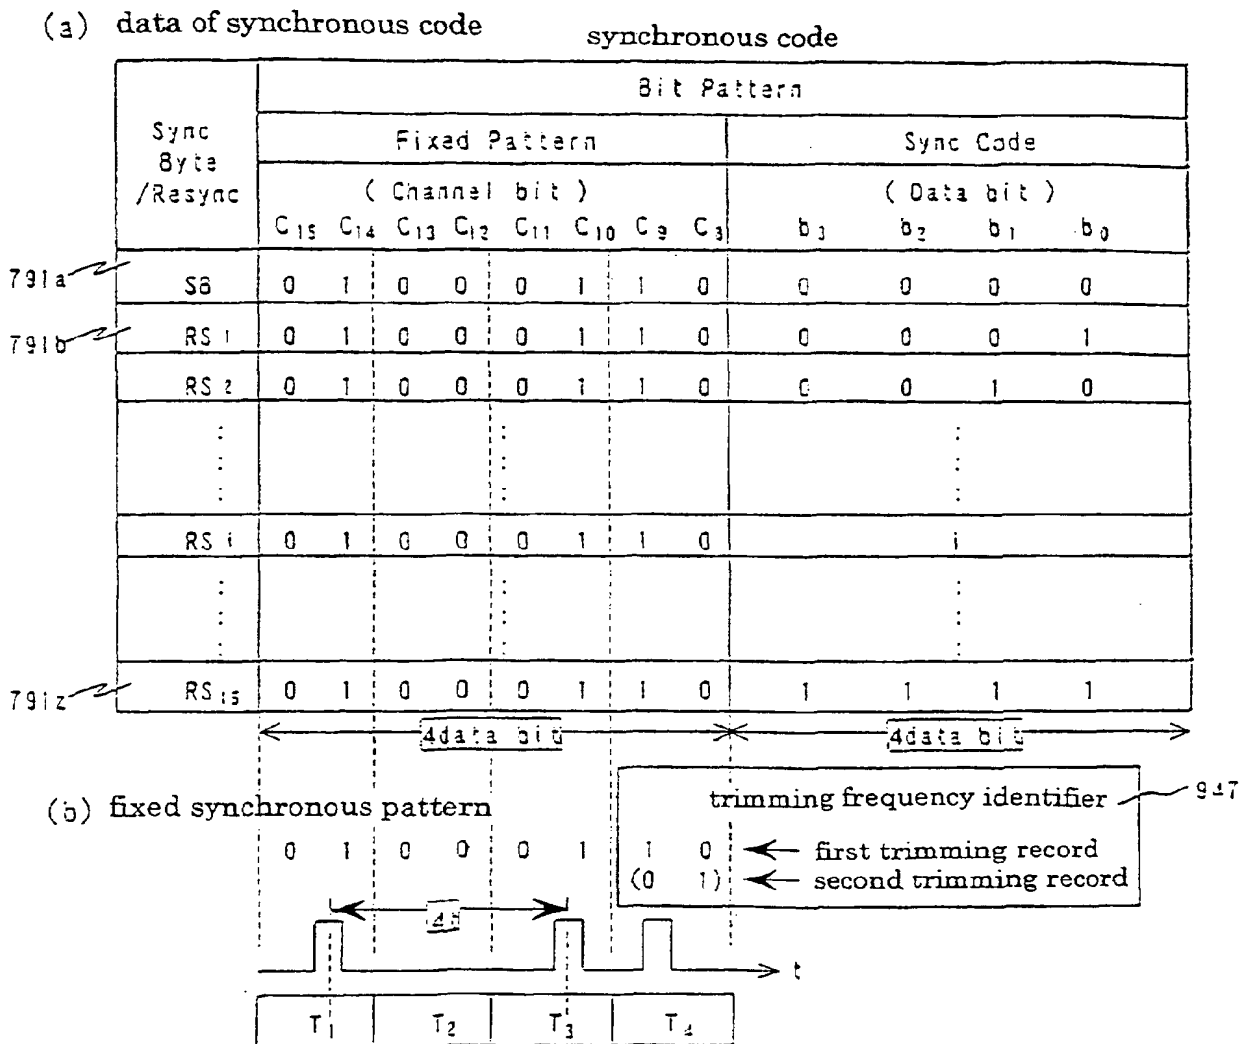 (a) data of synchronous code
synchronous code
Bit Pattern
Sync Byte /Resync
Fixed Pattern
Sync Code
(Channel bit)
(Data bit)
C15 C14 C13 C12 C11 C10 C9 C8 b3 b2 b1 b0
791a SB 0 1 0 0 0 1 1 0 0 0 0 0
791b RS1 0 1 0 0 0 1 1 0 0 0 0 1
RS2 0 1 0 0 0 1 1 0 0 0 1 0
RSi 0 1 0 0 0 1 1 0 i
791z RS15 0 1 0 0 0 1 1 0 1 1 1 1
4data bit 4data bit
(b) fixed synchronous pattern
trimming frequency identifier
0 1 0 0 0 1 1 0 first trimming record
(0 1) second trimming record
t
T1 T2 T3 T4